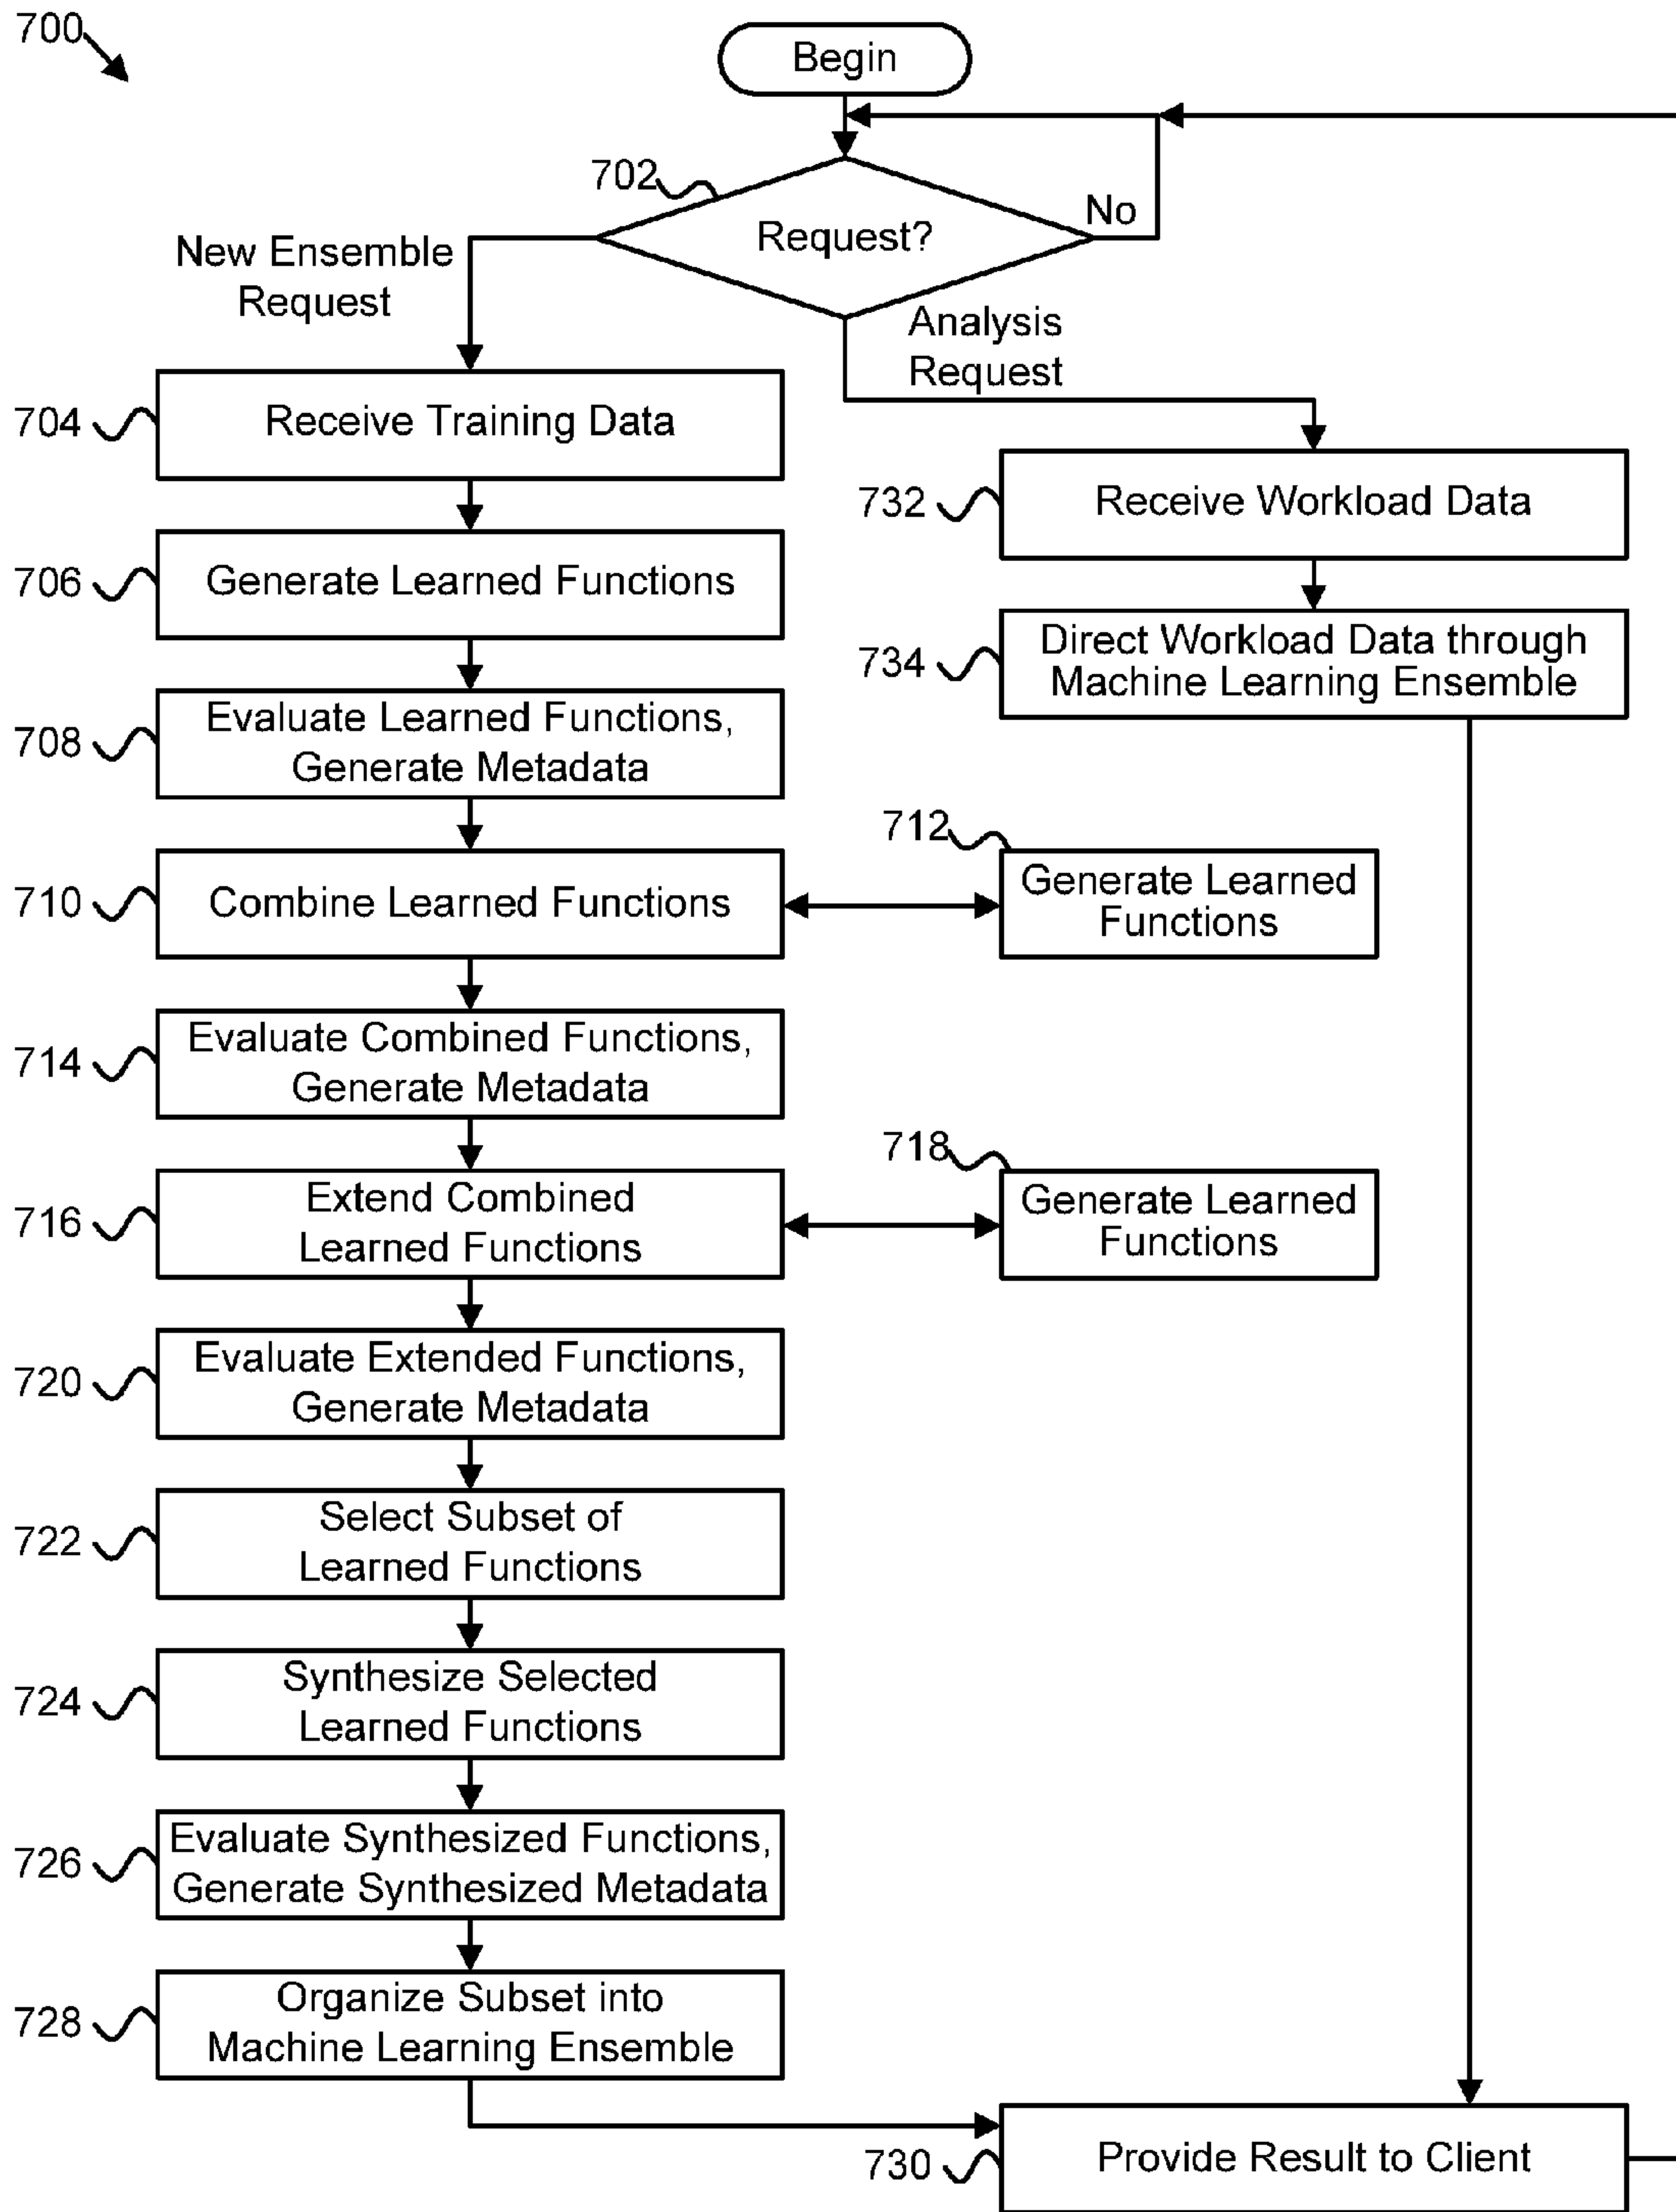 700
Begin
702
Request?
No
New Ensemble
Request
Analysis
Request
704
Receive Training Data
732
Receive Workload Data
706
Generate Learned Functions
734
Direct Workload Data through
Machine Learning Ensemble
708
Evaluate Learned Functions,
Generate Metadata
710
Combine Learned Functions
712
Generate Learned
Functions
714
Evaluate Combined Functions,
Generate Metadata
716
Extend Combined
Learned Functions
718
Generate Learned
Functions
720
Evaluate Extended Functions,
Generate Metadata
722
Select Subset of
Learned Functions
724
Synthesize Selected
Learned Functions
726
Evaluate Synthesized Functions,
Generate Synthesized Metadata
728
Organize Subset into
Machine Learning Ensemble
730
Provide Result to Client